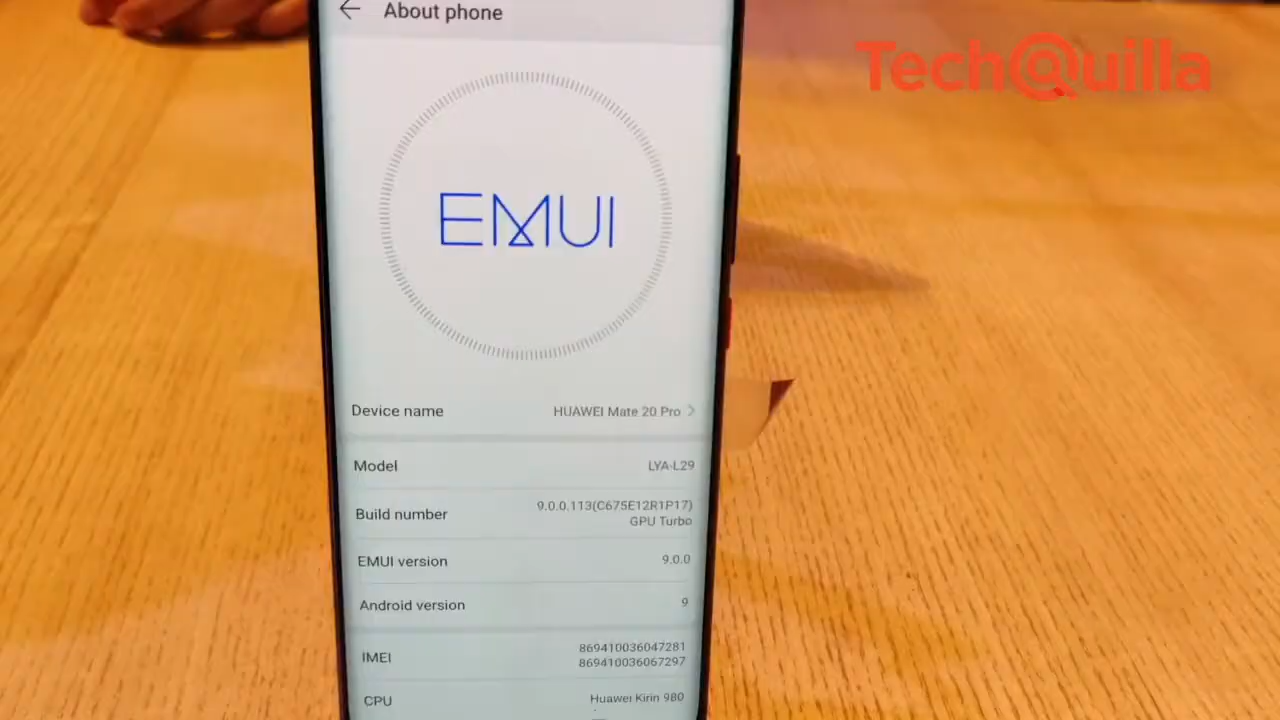 About phone
Tech@uilla
EMUI
Device name HUAWEI Mate 20 Pro
Model LYA-L29
Build number 9.0.0.113(C675E12R1P17)
GPU Turbo
EMUI version 9.0.0
Android version 9
IMEI 869410036047281
869410036067297
CPU Huawei Kirin 980